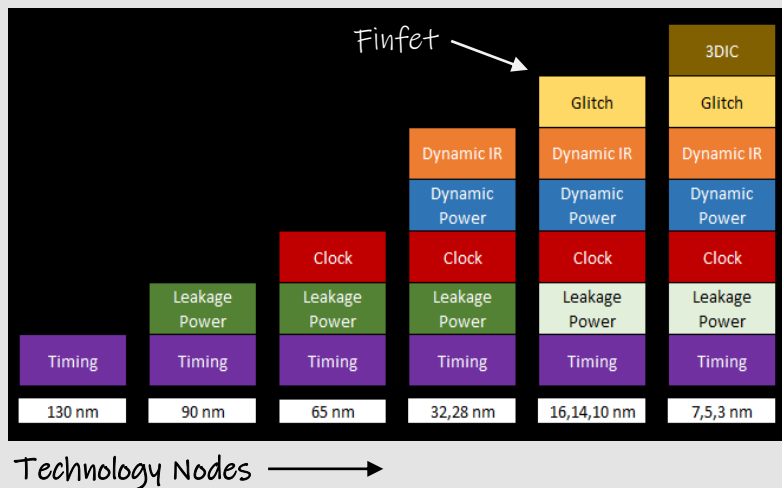 Finfet
3DIC
Glitch
Glitch
Dynamic IR
Dynamic IR
Dynamic IR
Dynamic
Power
Dynamic
Power
Dynamic
Power
Clock
Clock
Clock
Clock
Leakage
Power
Leakage
Power
Leakage
Power
Leakage
Power
Leakage
Power
Timing
Timing
Timing
Timing
Timing
Timing
130 nm
90 nm
65 nm
32,28 nm
16,14,10 nm
7,5,3 nm
Technology Nodes